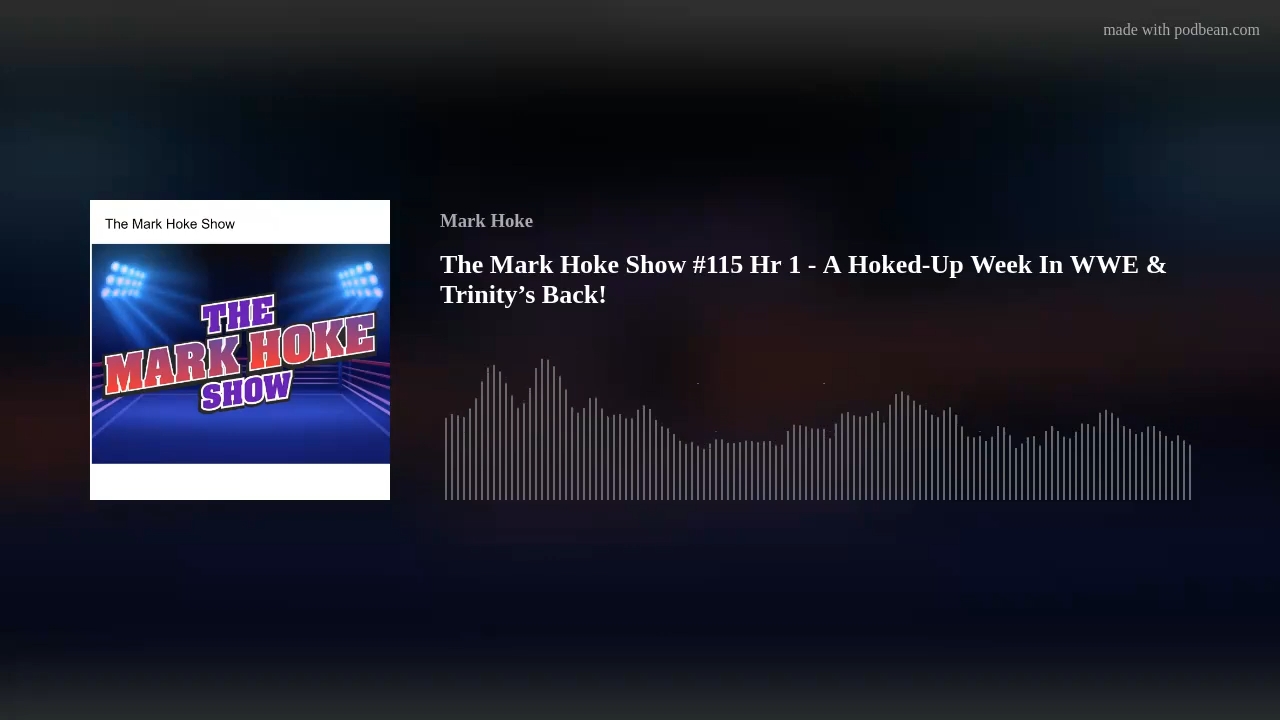 made with podbean.com
The Mark Hoke Show
THE
MARK HOKE
SHOW
Mark Hoke
The Mark Hoke Show #115 Hr 1 - A Hoked-Up Week In WWE &
Trinity’s Back!